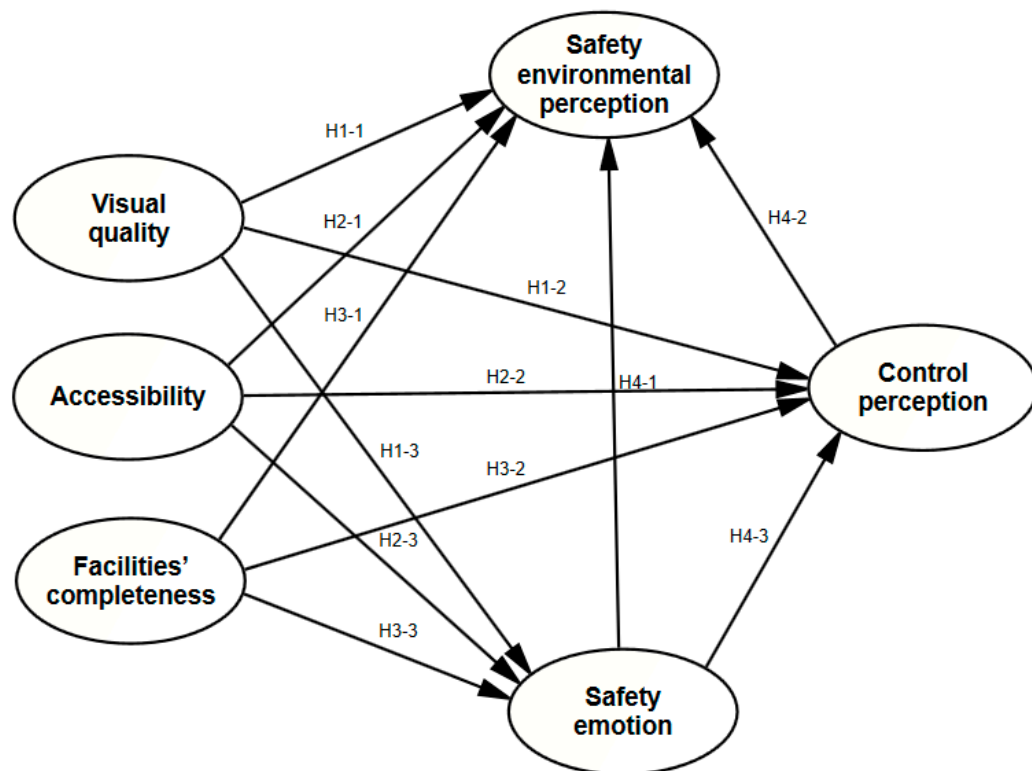 Safety
environmental
perception
H1-1
Visual
quality
H2-1
H4-2
H1-2
H3-1
Accessibility
H2-2
H4-1
Control
perception
H1-3
H3-2
H2-3
H4-3
Facilities’
completeness
H3-3
Safety
emotion